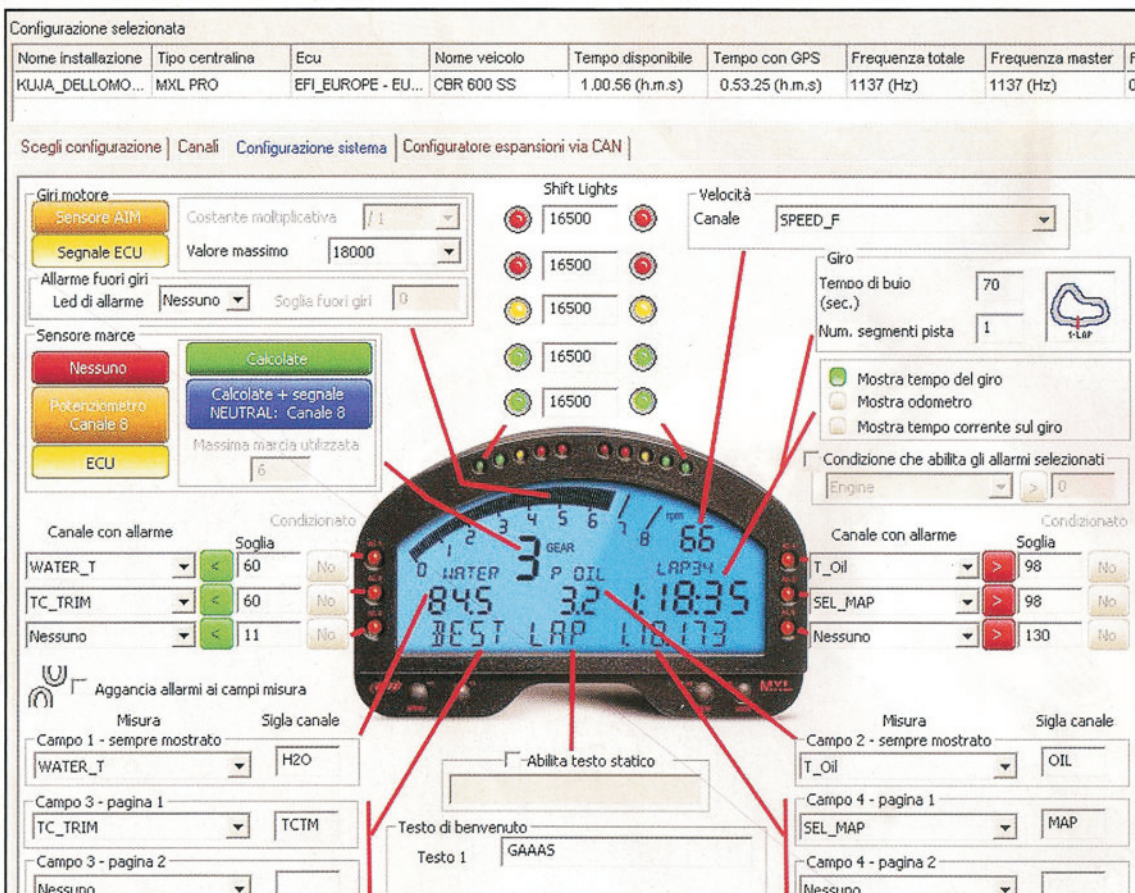 Configurazione selezionata
Nome installazione Tipo centralina Ecu Nome veicolo Tempo disponibile Tempo con GPS Frequenza totale Frequenza master
KUJA_DELLOMO... MXL PRO EFI_EUROPE - EU... CBR 600 SS 1.00.56 (h.m.s) 0.53.25 (h.m.s) 1137 (Hz) 1137 (Hz)
Scegli configurazione Canali Configurazione sistema Configuratore espansioni via CAN
Giri motore
Sensore AIM
Segnale ECU
Costante moltiplicativa / 1
Valore massimo 18000
Allarme fuori giri
Led di allarme Nessuno Soglia fuori giri 0
Sensore marce
Nessuno
Potenziometro
Canale 8
ECU
Calcolate
Calcolate + segnale
NEUTRAL: Canale 8
Massima marcia utilizzata
6
Shift Lights
16500
16500
16500
16500
16500
Velocità
Canale SPEED_F
Giro
Tempo di buio
(sec.)
70
Num. segmenti pista 1
1-LAP
Mostra tempo del giro
Mostra odometro
Mostra tempo corrente sul giro
Condizione che abilita gli allarmi selezionati
Engine > 0
Canale con allarme
Condizionato
Soglia
WATER_T < 60 No
TC_TRIM < 60 No
Nessuno < 11 No
0 1 2 3 4 5 6 7 8 rpm
66
3 GEAR
WATER P OIL LAP34
84.5 3.2 1:18:35
BEST LAP 1.18.173
MXL
Canale con allarme
Condizionato
Soglia
T_Oil > 98 No
SEL_MAP > 98 No
Nessuno > 130 No
Aggancia allarmi ai campi misura
Misura Sigla canale
Campo 1 - sempre mostrato
WATER_T H2O
Campo 3 - pagina 1
TC_TRIM TCTM
Campo 3 - pagina 2
Nessuno
Abilita testo statico
Testo di benvenuto
Testo 1 GAAAS
Misura Sigla canale
Campo 2 - sempre mostrato
T_Oil OIL
Campo 4 - pagina 1
SEL_MAP MAP
Campo 4 - pagina 2
Nessuno